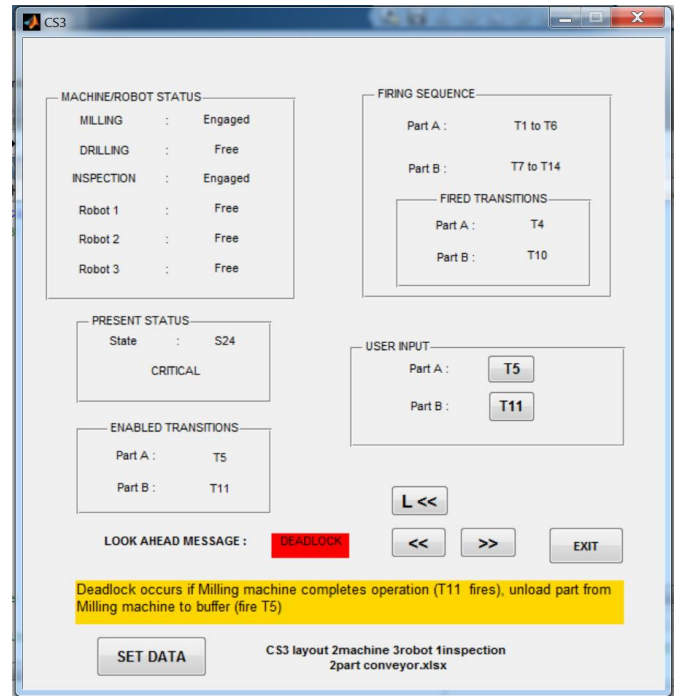 CS3
MACHINE/ROBOT STATUS
MILLING : Engaged
DRILLING : Free
INSPECTION : Engaged
Robot 1 : Free
Robot 2 : Free
Robot 3 : Free
FIRING SEQUENCE
Part A : T1 to T6
Part B : T7 to T14
FIRED TRANSITIONS
Part A : T4
Part B : T10
PRESENT STATUS
State : S24
CRITICAL
USER INPUT
Part A : T5
Part B : T11
ENABLED TRANSITIONS
Part A : T5
Part B : T11
L <<
LOOK AHEAD MESSAGE : DEADLOCK
<< >> EXIT
Deadlock occurs if Milling machine completes operation (T11 fires), unload part from
Milling machine to buffer (fire T5)
SET DATA
CS3 layout 2machine 3robot 1inspection
2part conveyor.xlsx